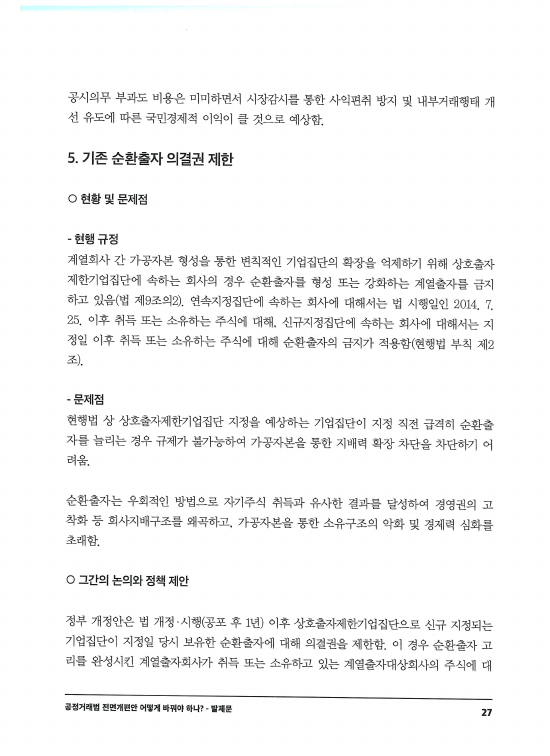 공시의무 부과도 비용은 미미하면서 시장감시를 통한 사익편취 방지 및 내부거래행태 개
선 유도에 따른 국민경제적 이익이 클 것으로 예상함.
5. 기존 순환출자 의결권 제한
○ 현황 및 문제점
- 현행 규정
계열회사 간 가공자본 형성을 통한 변칙적인 기업집단의 확장을 억제하기 위해 상호출자
제한기업집단에 속하는 회사의 경우 순환출자를 형성 또는 강화하는 계열출자를 금지
하고 있음(법 제9조의2). 연속지정집단에 속하는 회사에 대해서는 법 시행일인 2014. 7.
25. 이후 취득 또는 소유하는 주식에 대해, 신규지정집단에 속하는 회사에 대해서는 지
정일 이후 취득 또는 소유하는 주식에 대해 순환출자의 금지가 적용함(현행법 부칙 제2
조).
- 문제점
현행법 상 상호출자제한기업집단 지정을 예상하는 기업집단이 지정 직전 급격히 순환출
자를 늘리는 경우 규제가 불가능하여 가공자본을 통한 지배력 확장 차단을 차단하기 어
려움.
순환출자는 우회적인 방법으로 자기주식 취득과 유사한 결과를 달성하여 경영권의 고
착화 등 회사지배구조를 왜곡하고, 가공자본을 통한 소유구조의 악화 및 경제력 심화를
초래함.
○ 그간의 논의와 정책 제안
정부 개정안은 법 개정·시행(공포 후 1년) 이후 상호출자제한기업집단으로 신규 지정되는
기업집단이 지정일 당시 보유한 순환출자에 대해 의결권을 제한함. 이 경우 순환출자 고
리를 완성시킨 계열출자회사가 취득 또는 소유하고 있는 계열출자대상회사의 주식에 대
공정거래법 전면개편안 어떻게 바꿔야 하나? - 발제문
27